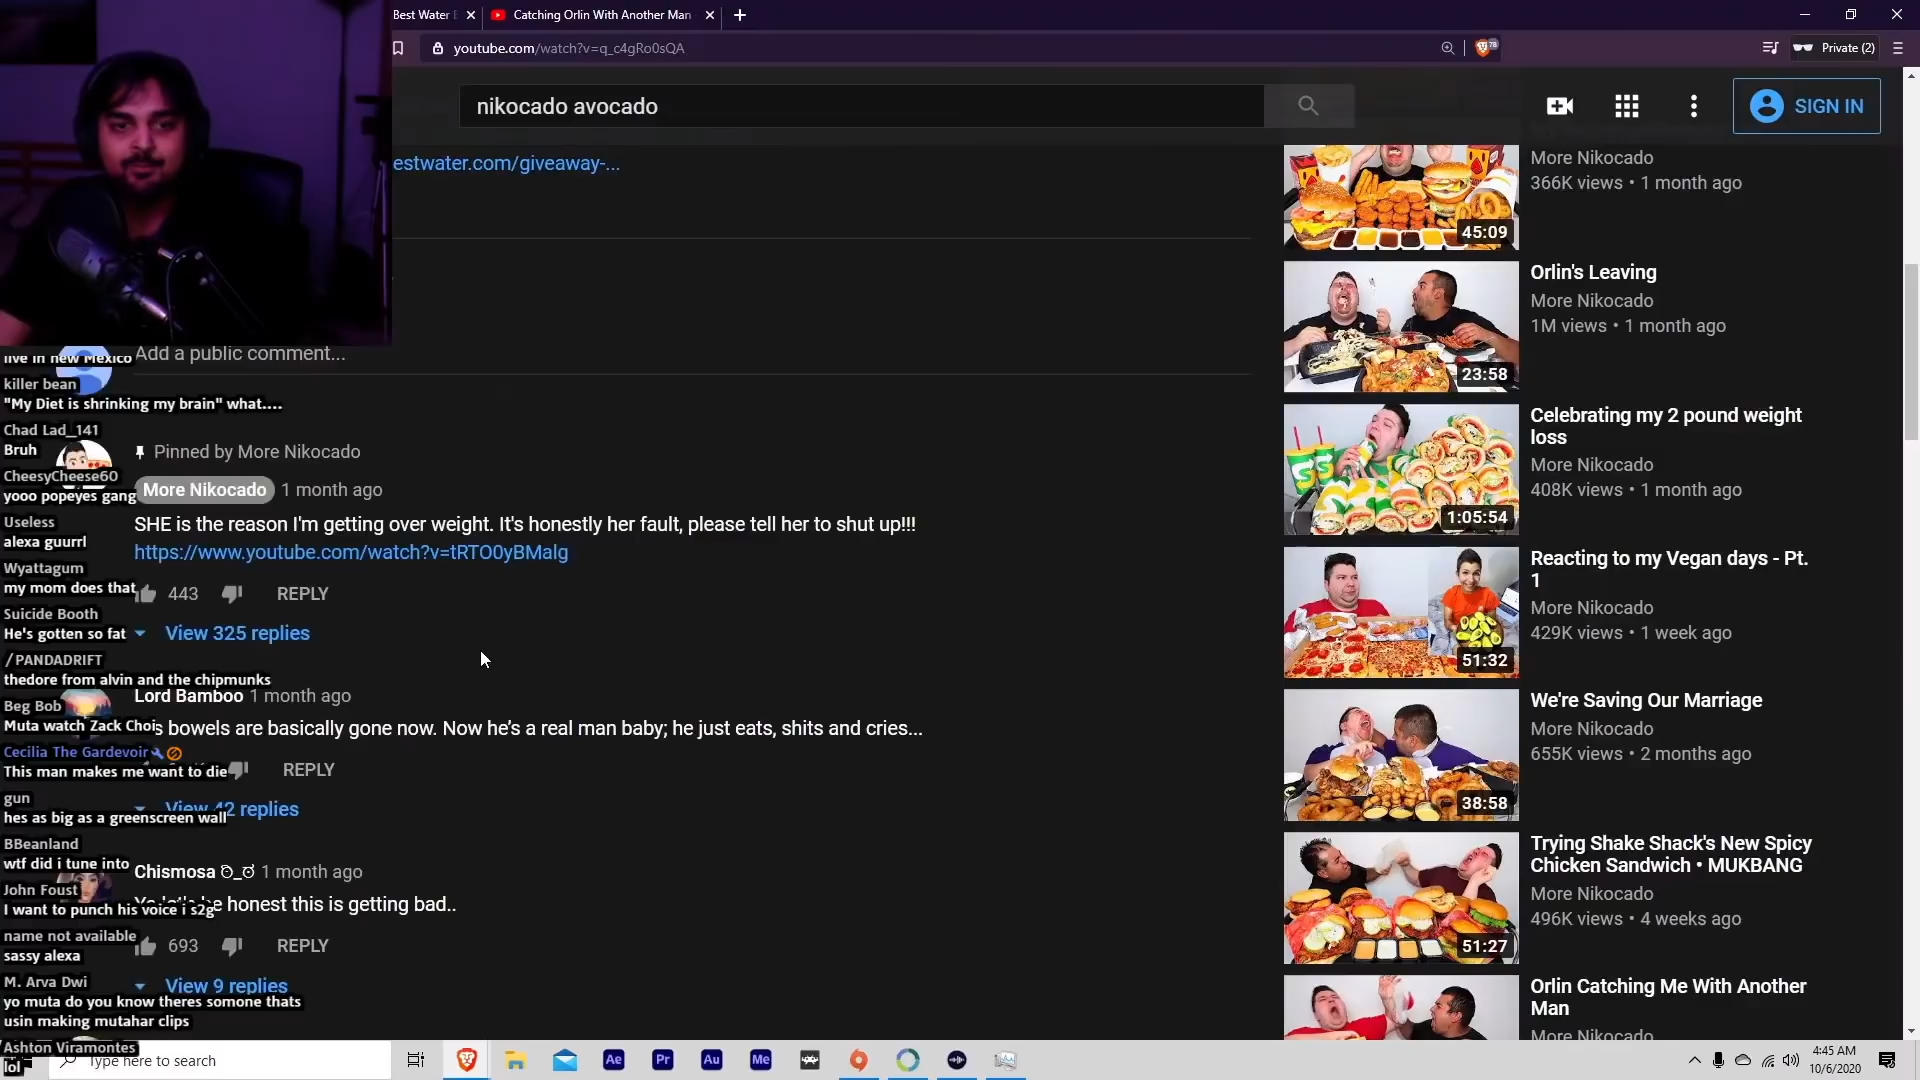 Best Water
Catching Orlin With Another Man
youtube.com/watch?v=q_c4gRo0sQA
78
Private (2)
nikocado avocado
SIGN IN
estwater.com/giveaway-...
Add a public comment...
Pinned by More Nikocado
More Nikocado 1 month ago
SHE is the reason I'm getting over weight. It's honestly her fault, please tell her to shut up!!!
https://www.youtube.com/watch?v=tRTO0yBMalg
443 REPLY
View 325 replies
Lord Bamboo 1 month ago
s bowels are basically gone now. Now he's a real man baby; he just eats, shits and cries...
REPLY
View 42 replies
Chismosa ಠ_ಠ 1 month ago
be honest this is getting bad..
693 REPLY
View 9 replies
live in new Mexico
killer bean
"My Diet is shrinking my brain" what....
Chad Lad_141
Bruh
CheesyCheese60
yooo popeyes gang
Useless
alexa guurrl
Wyattagum
my mom does that
Suicide Booth
He's gotten so fat
/PANDADRIFT
thedore from alvin and the chipmunks
Beg Bob
Muta watch Zack Choi
Cecilia The Gardevoir
This man makes me want to die
gun
hes as big as a greenscreen wall
BBeanland
wtf did i tune into
John Foust
I want to punch his voice i s2g
name not available
sassy alexa
M. Arva Dwi
yo muta do you know theres somone thats
usin making mutahar clips
Ashton Viramontes
lol
More Nikocado
366K views • 1 month ago
45:09
Orlin's Leaving
More Nikocado
1M views • 1 month ago
23:58
Celebrating my 2 pound weight
loss
More Nikocado
408K views • 1 month ago
1:05:54
Reacting to my Vegan days - Pt.
1
More Nikocado
429K views • 1 week ago
51:32
We're Saving Our Marriage
More Nikocado
655K views • 2 months ago
38:58
Trying Shake Shack's New Spicy
Chicken Sandwich • MUKBANG
More Nikocado
496K views • 4 weeks ago
51:27
Orlin Catching Me With Another
Man
More Nikocado
Type here to search
Ae
Pr
Au
Me
4:45 AM
10/6/2020